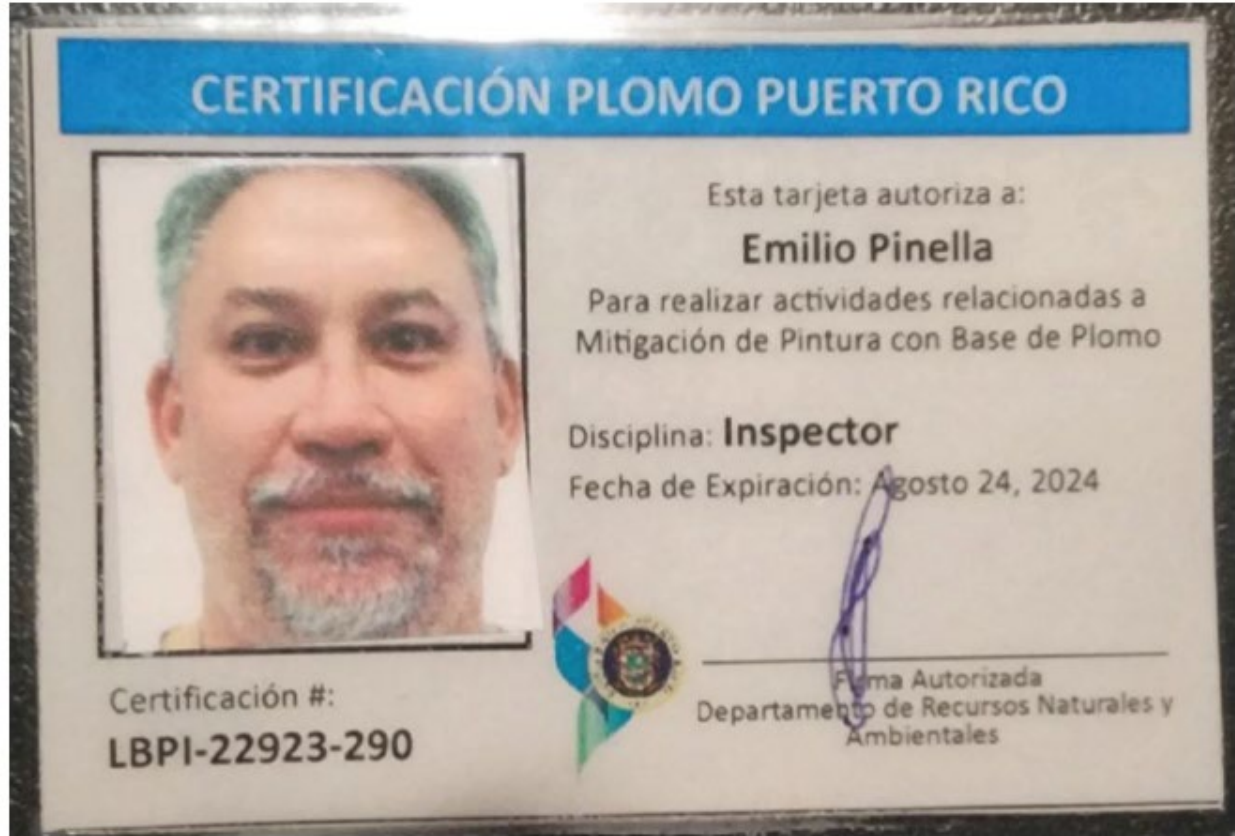 CERTIFICACIÓN PLOMO PUERTO RICO
Esta tarjeta autoriza a:
Emilio Pinella
Para realizar actividades relacionadas a
Mitigación de Pintura con Base de Plomo
Disciplina: Inspector
Fecha de Expiración: Agosto 24, 2024
Firma Autorizada
Departamento de Recursos Naturales y
Ambientales
Certificación #:
LBPI-22923-290